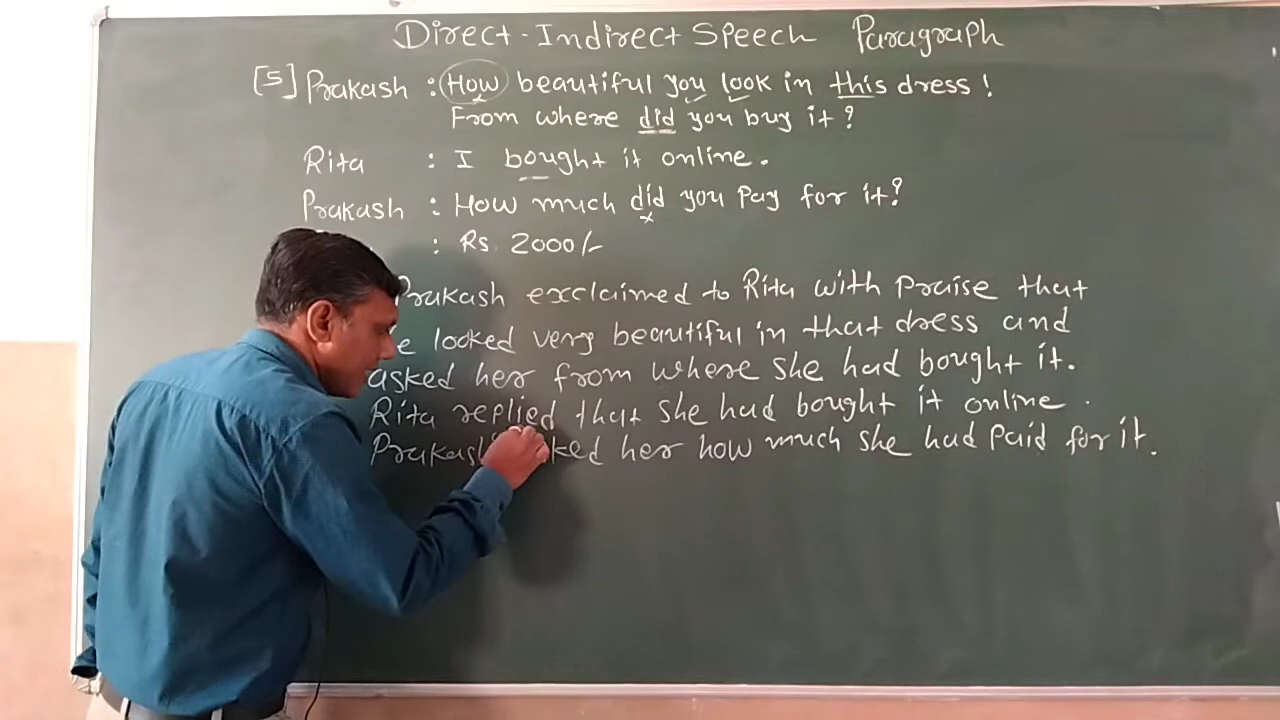 Direct-Indirect Speech Paragraph
[5] Prakash : How beautiful you look in this dress!
From where did you buy it?
Rita : I bought it online.
Prakash : How much did you pay for it?
: Rs. 2000/-
Prakash exclaimed to Rita with praise that
looked very beautiful in that dress and
asked her from where she had bought it.
Rita replied that she had bought it online.
Prakash her how much she had paid for it.